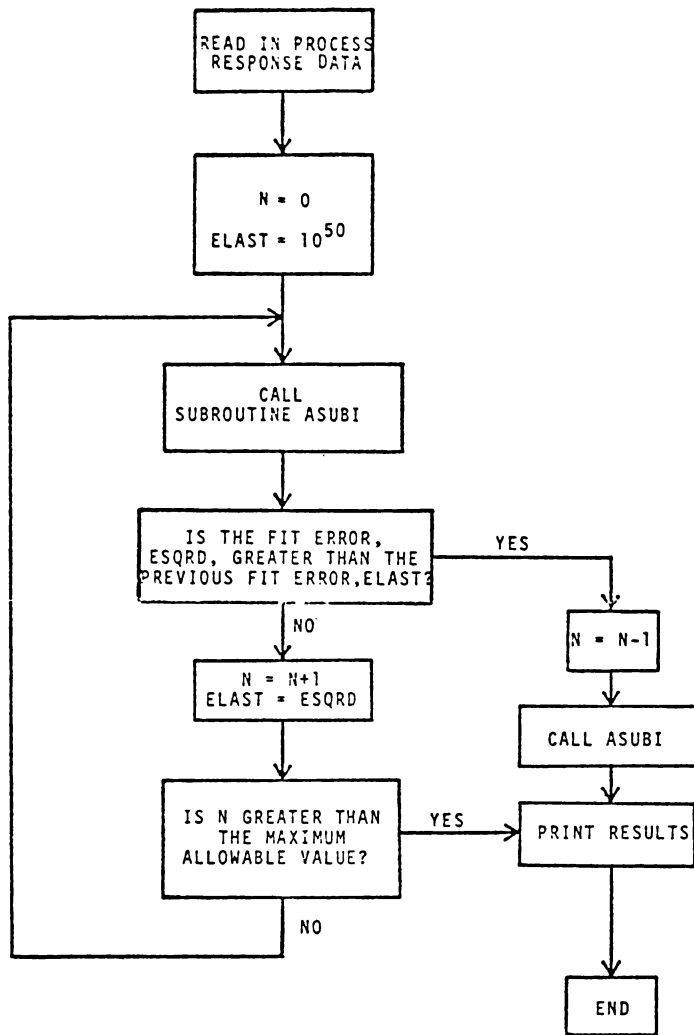 READ IN PROCESS
RESPONSE DATA
N = 0
ELAST = 10^50
CALL
SUBROUTINE ASUBI
IS THE FIT ERROR,
ESQRD, GREATER THAN THE
PREVIOUS FIT ERROR,ELAST?
YES
NO
N = N-1
N = N+1
ELAST = ESQRD
CALL ASUBI
IS N GREATER THAN
THE MAXIMUM
ALLOWABLE VALUE?
YES
PRINT RESULTS
NO
END